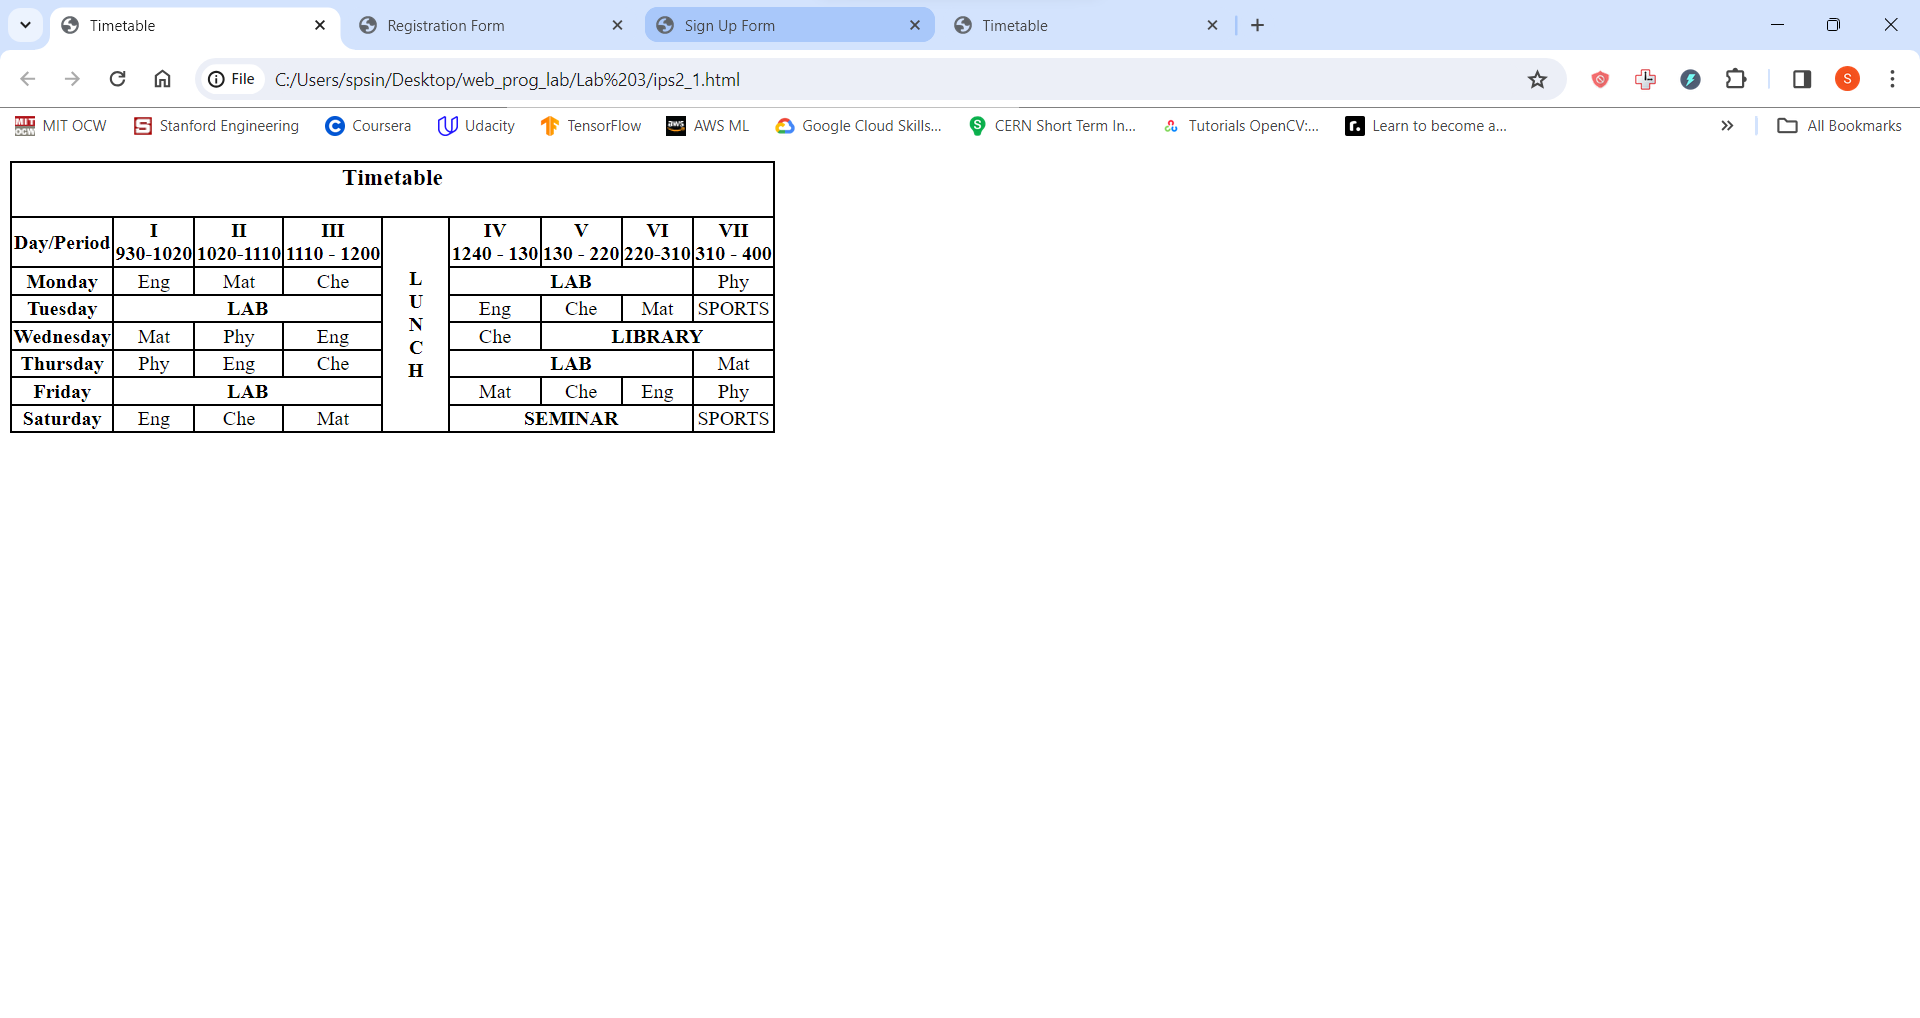 Timetable
Registration Form
Sign Up Form
Timetable
File
C:/Users/spsin/Desktop/web_prog_lab/Lab%203/ips2_1.html
S
MIT OCW
Stanford Engineering
Coursera
Udacity
TensorFlow
aws
AWS ML
Google Cloud Skills...
CERN Short Term In...
Tutorials OpenCV:...
r.
Learn to become a...
All Bookmarks
Timetable
Day/Period
I
930-1020
II
1020-1110
III
1110 - 1200
L
U
N
C
H
IV
1240 - 130
V
130 - 220
VI
220-310
VII
310 - 400
Monday Eng Mat Che LAB Phy
Tuesday LAB Eng Che Mat SPORTS
Wednesday Mat Phy Eng Che LIBRARY
Thursday Phy Eng Che LAB Mat
Friday LAB Mat Che Eng Phy
Saturday Eng Che Mat SEMINAR SPORTS